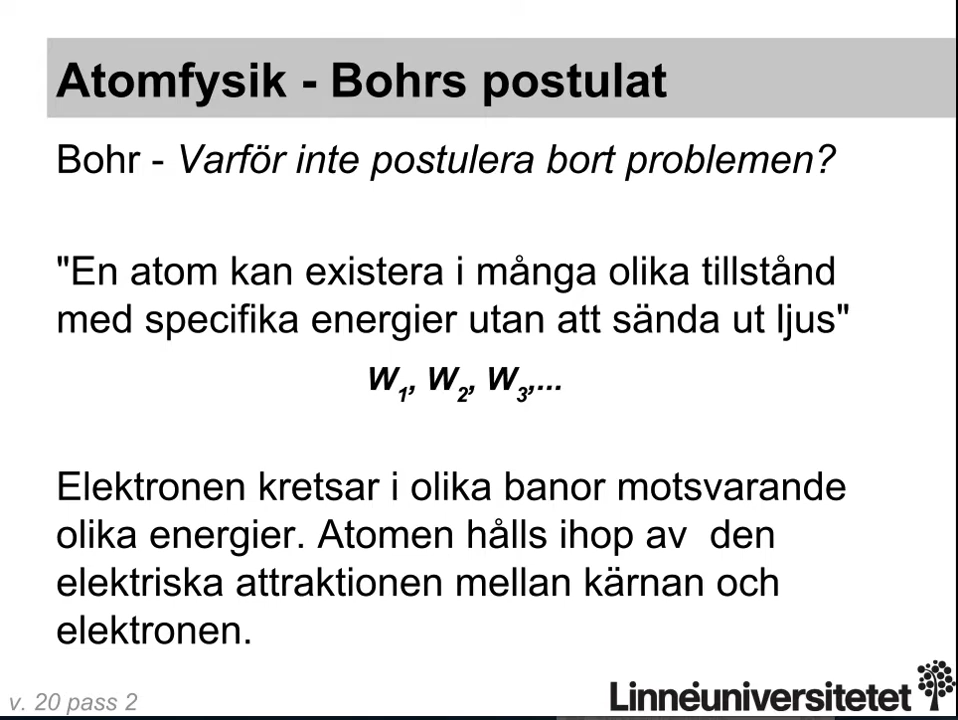 Atomfysik - Bohrs postulat
Bohr - Varför inte postulera bort problemen?
"En atom kan existera i många olika tillstånd
med specifika energier utan att sända ut ljus"
W₁, W₂, W₃,...
Elektronen kretsar i olika banor motsvarande
olika energier. Atomen hålls ihop av  den
elektriska attraktionen mellan kärnan och
elektronen.
v. 20 pass 2
Linnéuniversitetet